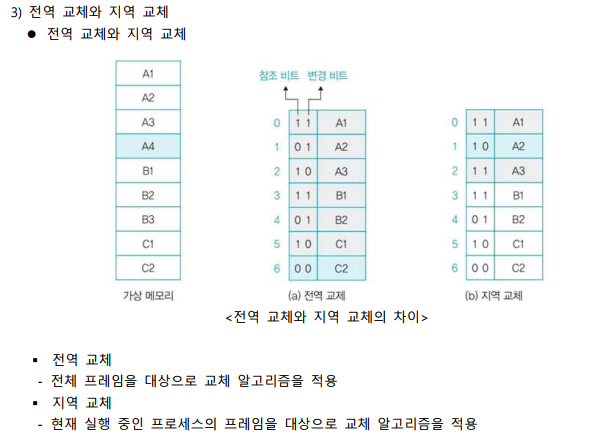 3) 전역 교체와 지역 교체
● 전역 교체와 지역 교체
A1
A2
A3
A4
B1
B2
B3
C1
C2
가상 메모리
참조 비트 변경 비트
0 1 1 A1
1 0 1 A2
2 1 0 A3
3 1 1 B1
4 0 1 B2
5 1 0 C1
6 0 0 C2
(a) 전역 교제
0 1 1 A1
1 1 0 A2
2 1 1 A3
3 1 1 B1
4 0 1 B2
5 1 0 C1
6 0 0 C2
(b) 지역 교체
<전역 교체와 지역 교체의 차이>
▪ 전역 교체
- 전체 프레임을 대상으로 교체 알고리즘을 적용
▪ 지역 교체
- 현재 실행 중인 프로세스의 프레임을 대상으로 교체 알고리즘을 적용